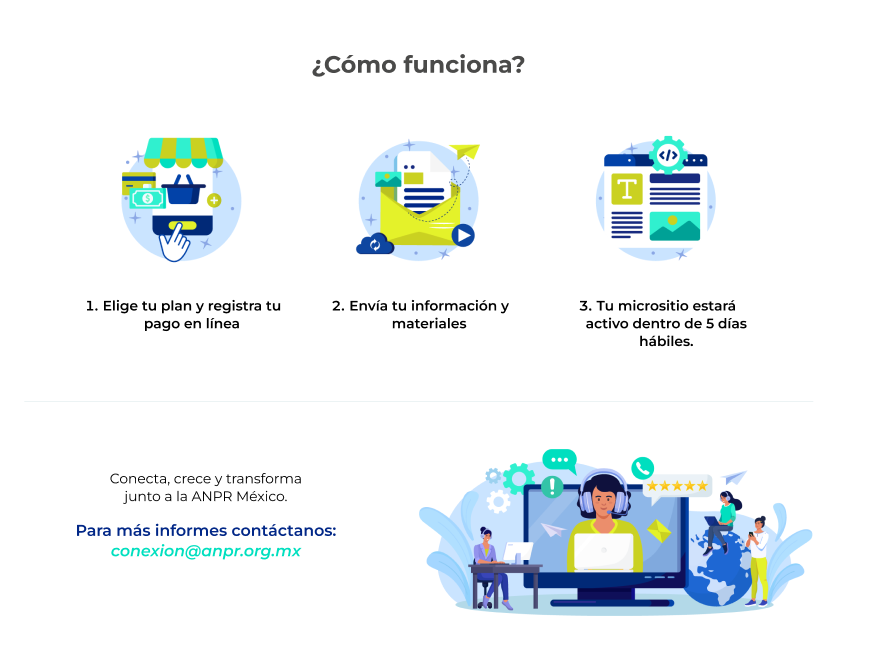 ¿Cómo funciona?
1. Elige tu plan y registra tu
pago en línea
2. Envía tu información y
materiales
3. Tu micrositio estará
activo dentro de 5 días
hábiles.
T
</>
Conecta, crece y transforma
junto a la ANPR México.
Para más informes contáctanos:
conexion@anpr.org.mx